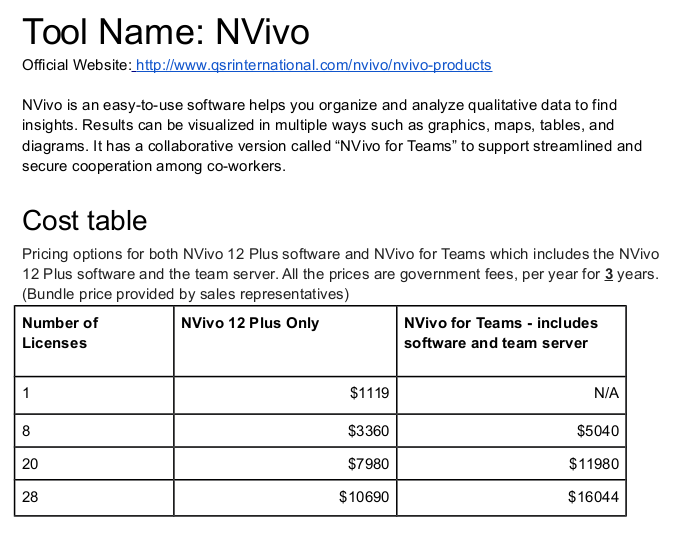 Tool Name: NVivo
Official Website: http://www.qsrinternational.com/nvivo/nvivo-products
NVivo is an easy-to-use software helps you organize and analyze qualitative data to find
insights. Results can be visualized in multiple ways such as graphics, maps, tables, and
diagrams. It has a collaborative version called “NVivo for Teams” to support streamlined and
secure cooperation among co-workers.
Cost table
Pricing options for both NVivo 12 Plus software and NVivo for Teams which includes the NVivo
12 Plus software and the team server. All the prices are government fees, per year for 3 years.
(Bundle price provided by sales representatives)
Number of Licenses NVivo 12 Plus Only NVivo for Teams - includes software and team server
1 $1119 N/A
8 $3360 $5040
20 $7980 $11980
28 $10690 $16044